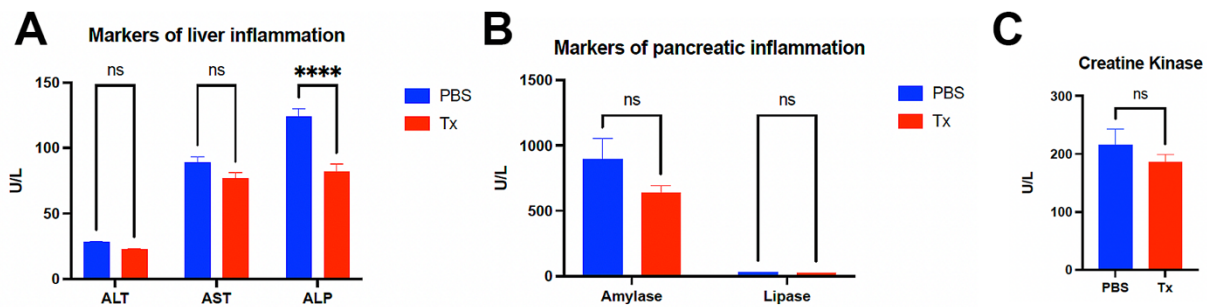 A
Markers of liver inflammation
U/L
150
100
50
0
ns
ns
****
PBS
Tx
ALT
AST
ALP
B
Markers of pancreatic inflammation
U/L
1500
1000
500
0
ns
ns
PBS
Tx
Amylase
Lipase
C
Creatine Kinase
U/L
300
200
100
0
ns
PBS
Tx